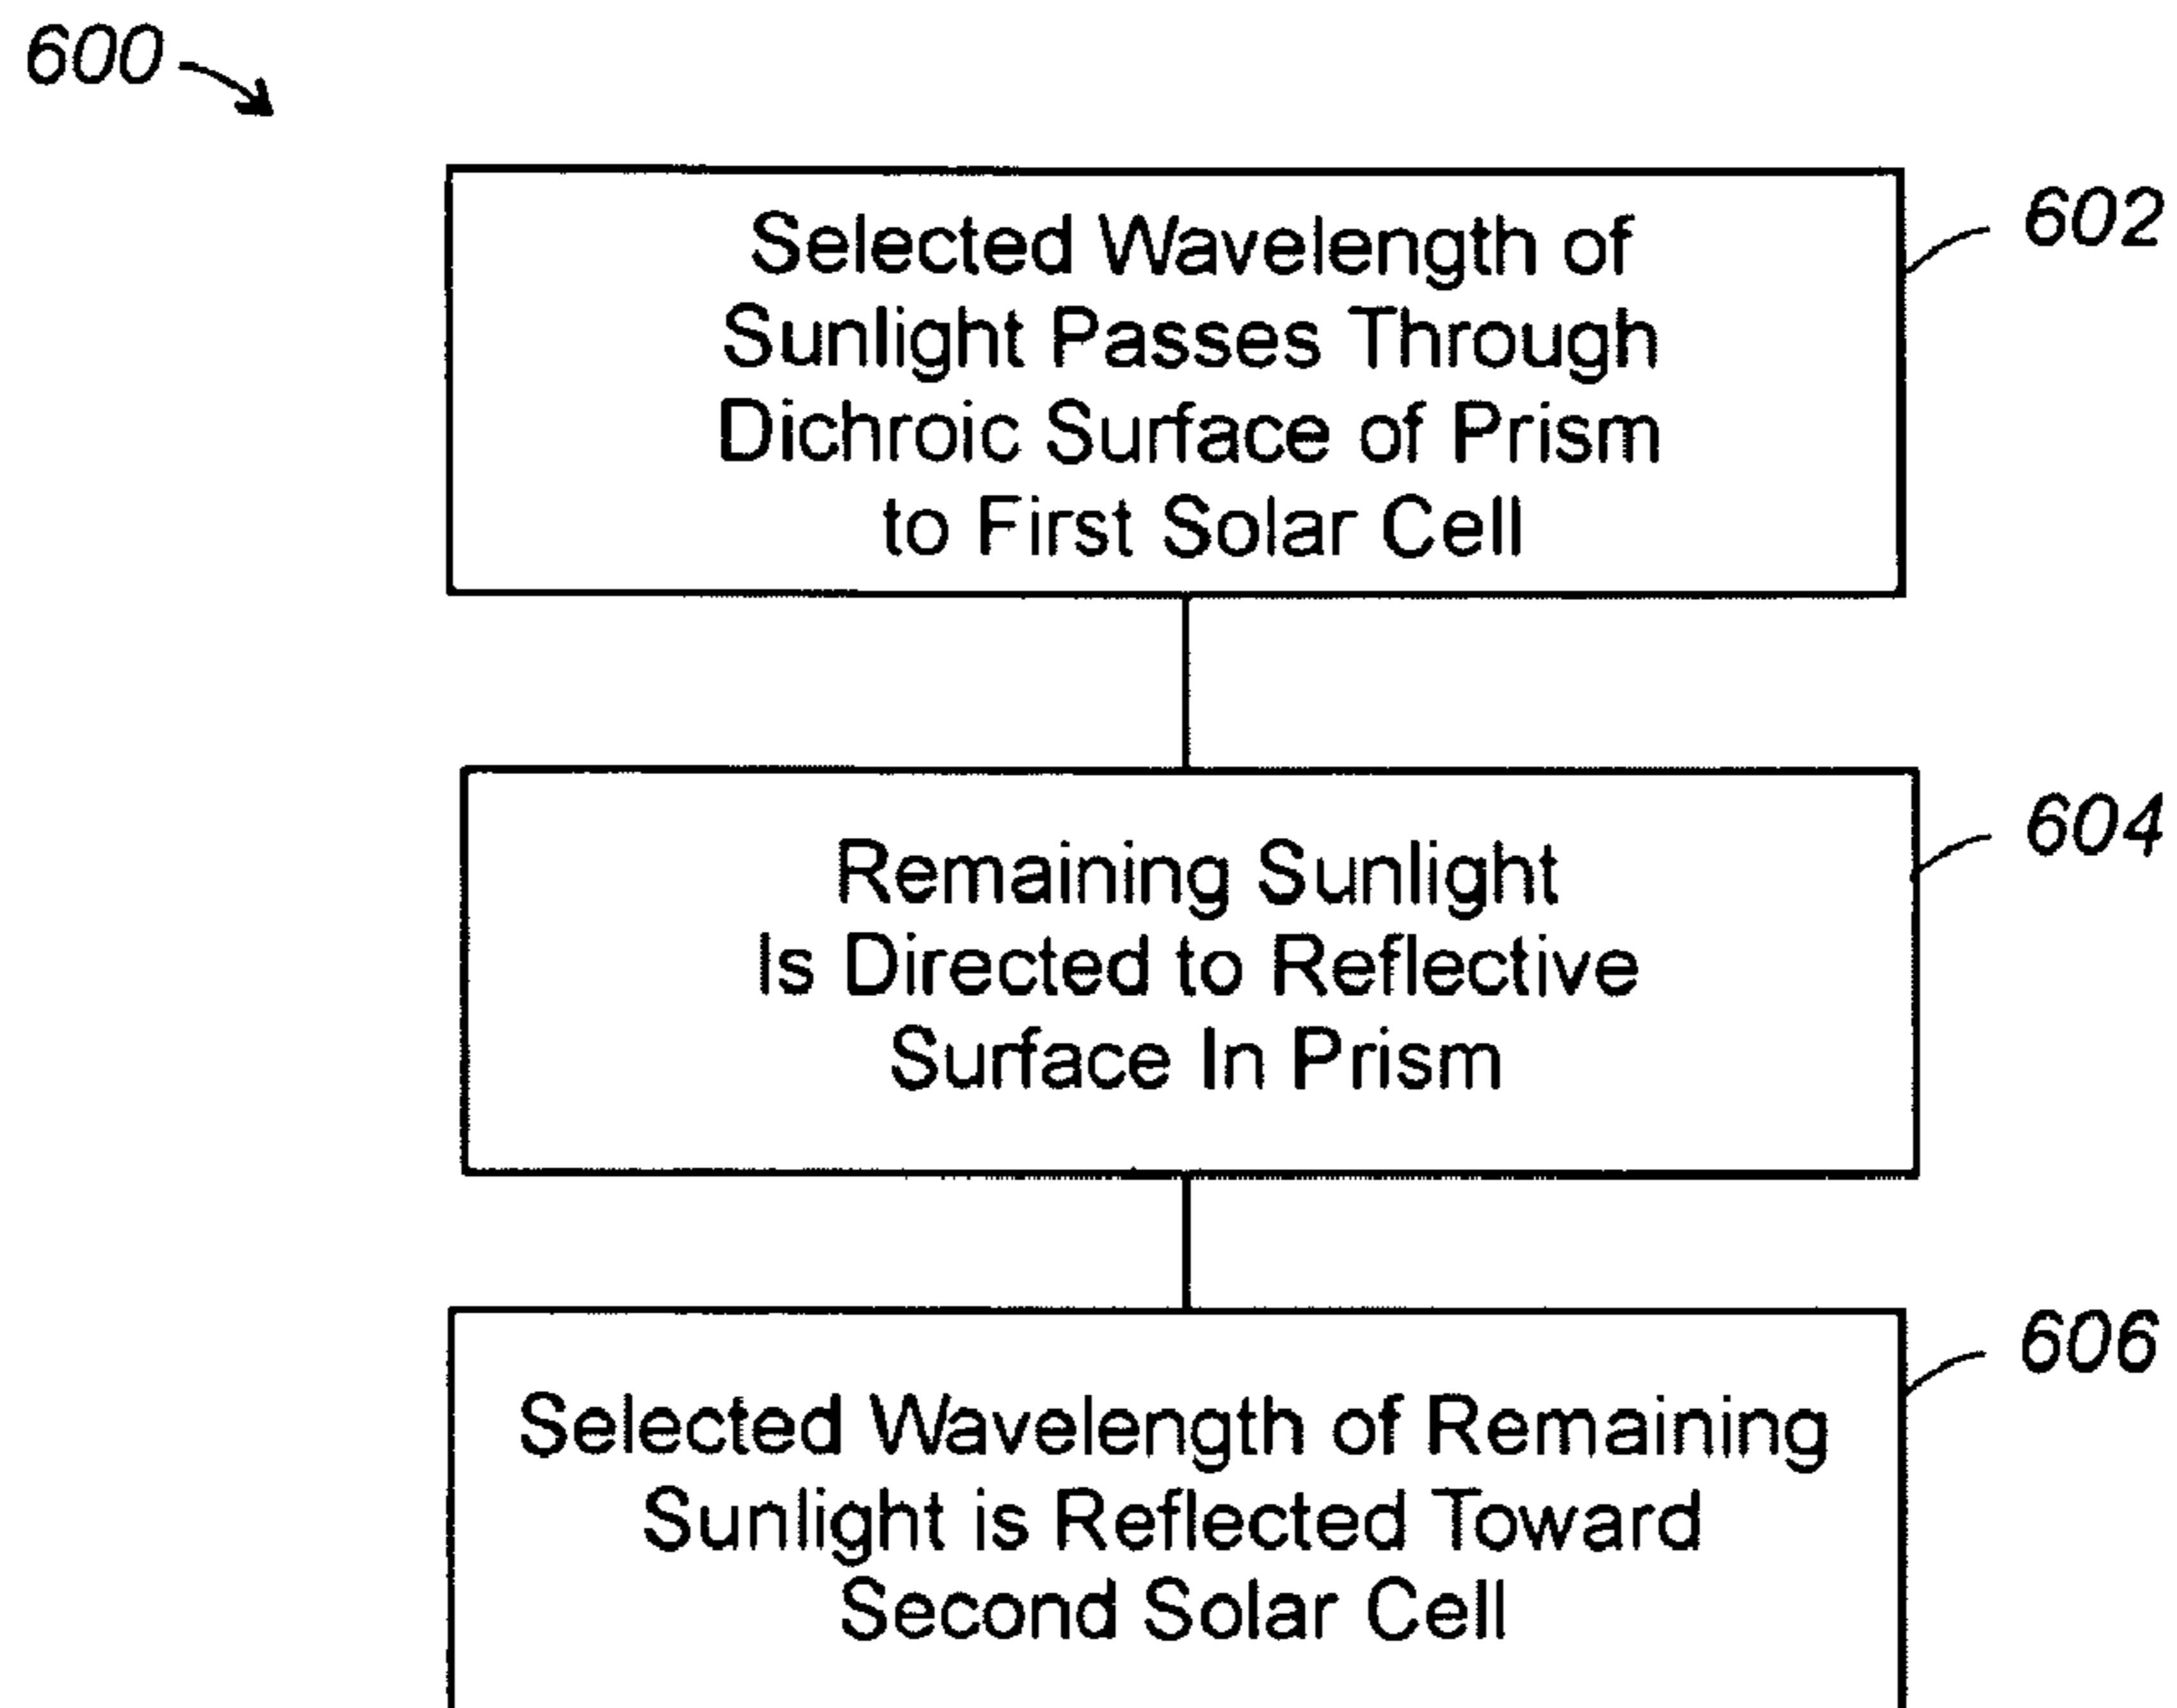 600
Selected Wavelength of
Sunlight Passes Through
Dichroic Surface of Prism
to First Solar Cell
602
Remaining Sunlight
Is Directed to Reflective
Surface In Prism
604
Selected Wavelength of Remaining
Sunlight is Reflected Toward
Second Solar Cell
606